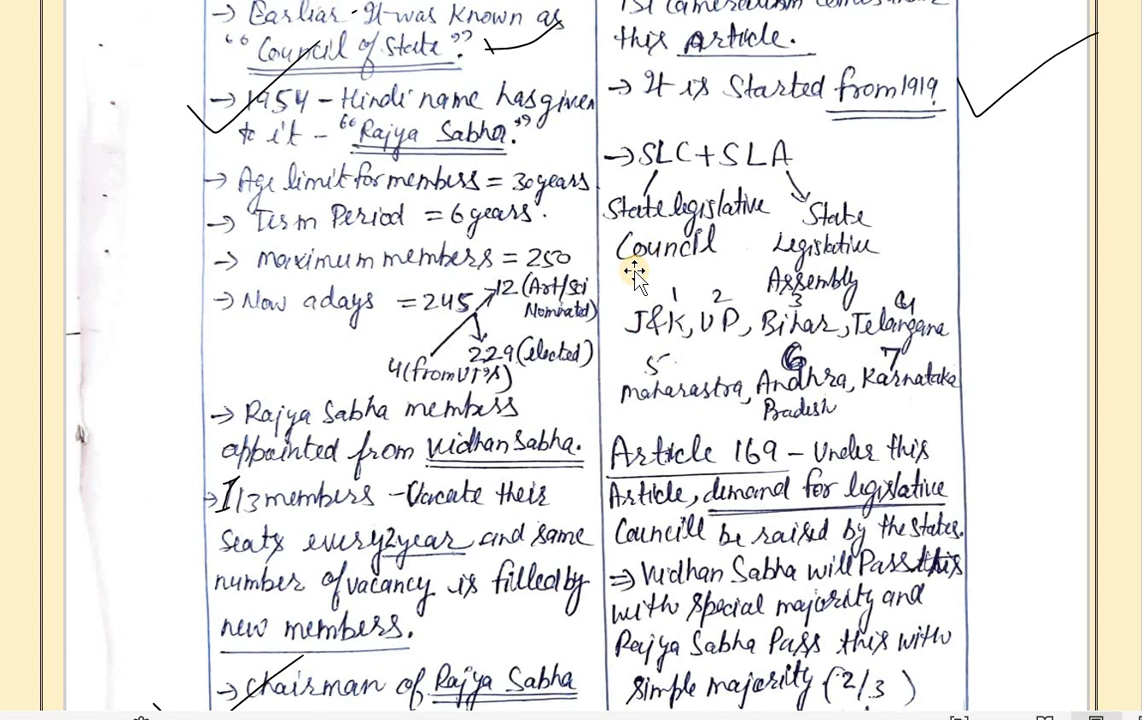 → Earlier - It was Known as
"Council of State"
→ 1954 - Hindi name has given
to it - "Rajya Sabha."
→ Age limit for members = 30 years
→ Term Period = 6 years.
→ maximum members = 250
→ Now a days = 245
12 (Art/Sci
Nominated)
229 (elected)
4 (from UT's)
→ Rajya Sabha members
appointed from Vidhan Sabha.
→ 1/3 members - Vacate their
seats every 2 year and same
number of vacancy is filled by
new members.
→ Chairman of Rajya Sabha
this Article.
→ It is Started from 1919
→ SLC + SLA
State legislative
Council
State
Legislative
Assembly
1 2 3 4
J&K, UP, Bihar, Telangana
5 6 7
Maharastra, Andhra, Karnataka
Pradesh
Article 169 - Under this
Article, demand for legislative
Councill be raised by the States.
⇒ Vidhan Sabha will Pass this
with special majority and
Rajya Sabha Pass this with
Simple majority (2/3)